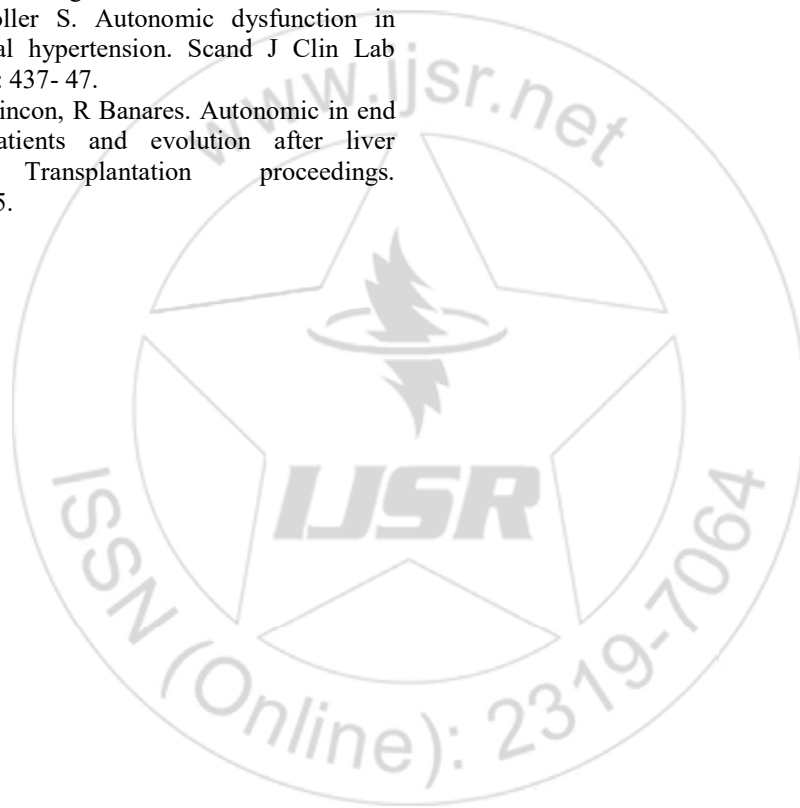 oller S. Autonomic dysfunction in
al hypertension. Scand J Clin Lab
: 437- 47.
incon, R Banares. Autonomic in end
atients and evolution after liver
Transplantation proceedings.
5.
www.ijsr.net
IJSR
ISSN (Online): 2319-7064